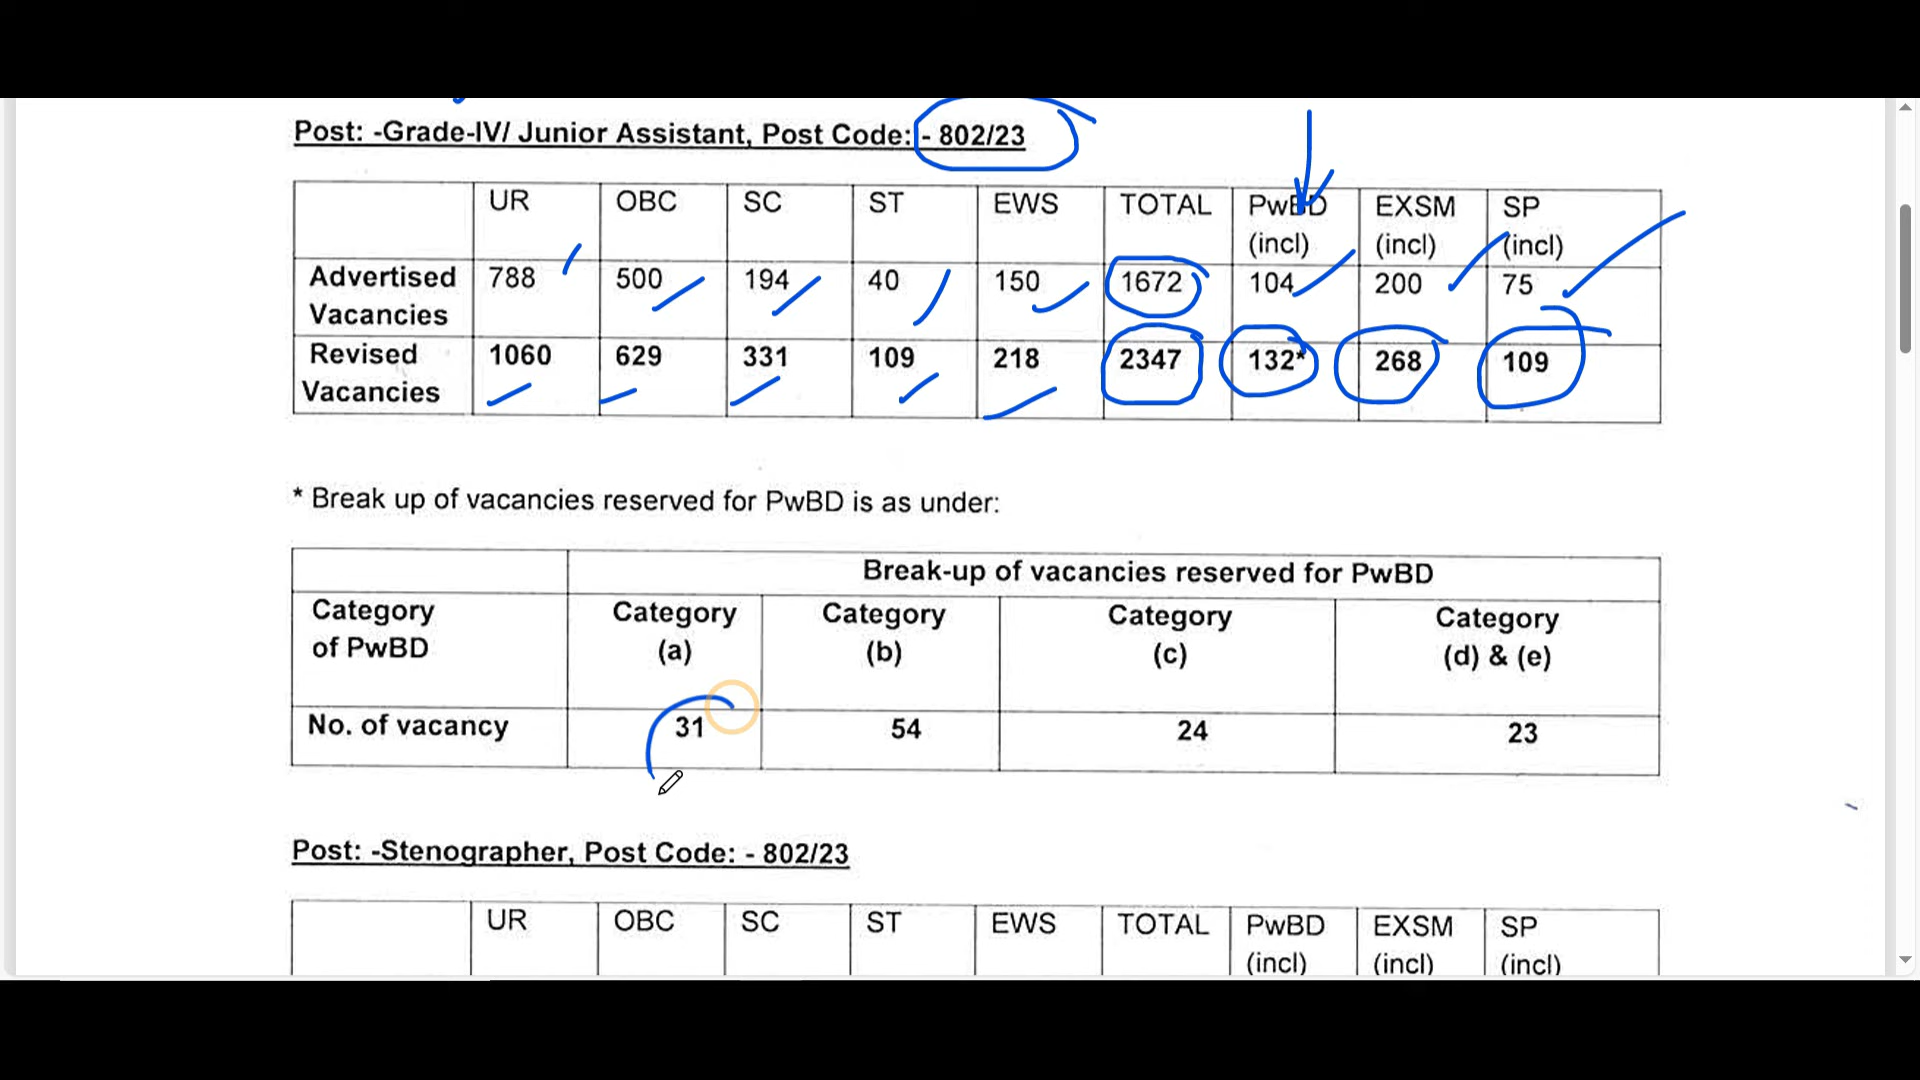 Post: -Grade-IV/ Junior Assistant, Post Code: - 802/23
UR OBC SC ST EWS TOTAL PwBD (incl) EXSM (incl) SP (incl)
Advertised Vacancies 788 500 194 40 150 1672 104 200 75
Revised Vacancies 1060 629 331 109 218 2347 132* 268 109
* Break up of vacancies reserved for PwBD is as under:
Break-up of vacancies reserved for PwBD
Category of PwBD Category (a) Category (b) Category (c) Category (d) & (e)
No. of vacancy 31 54 24 23
Post: -Stenographer, Post Code: - 802/23
UR OBC SC ST EWS TOTAL PwBD (incl) EXSM (incl) SP (incl)